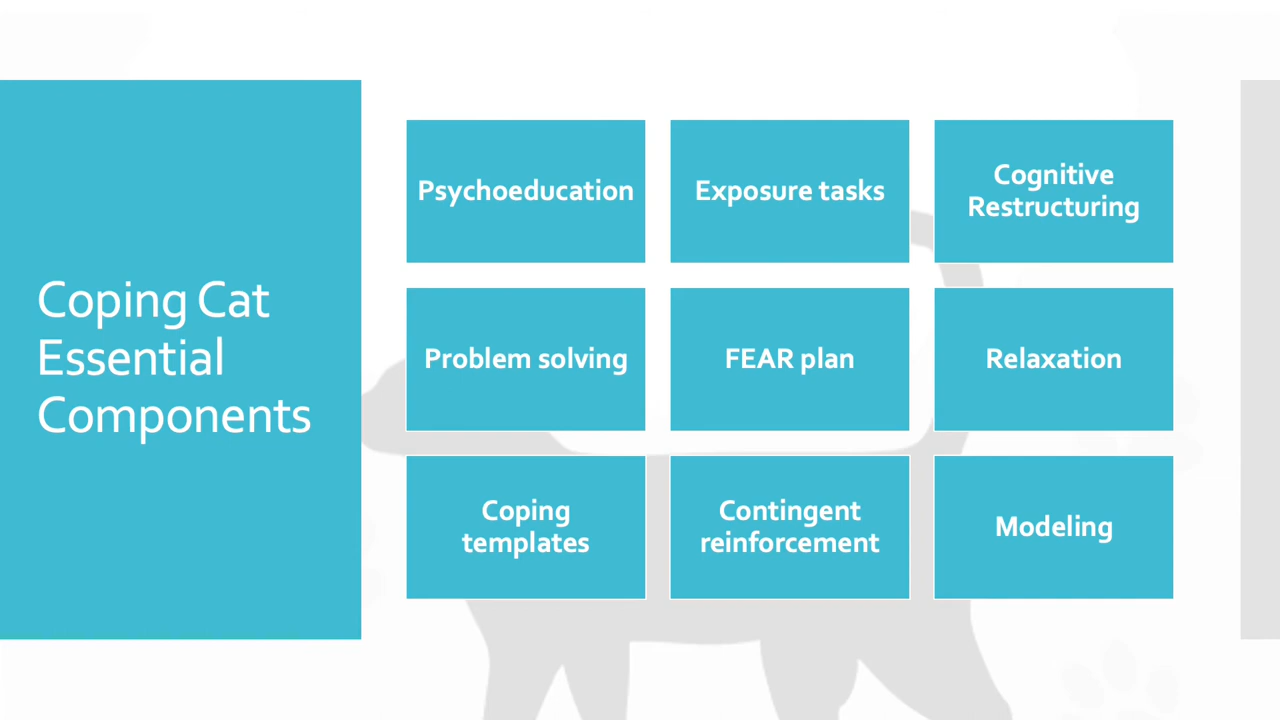 Coping Cat
Essential
Components
Psychoeducation
Exposure tasks
Cognitive
Restructuring
Problem solving
FEAR plan
Relaxation
Coping
templates
Contingent
reinforcement
Modeling